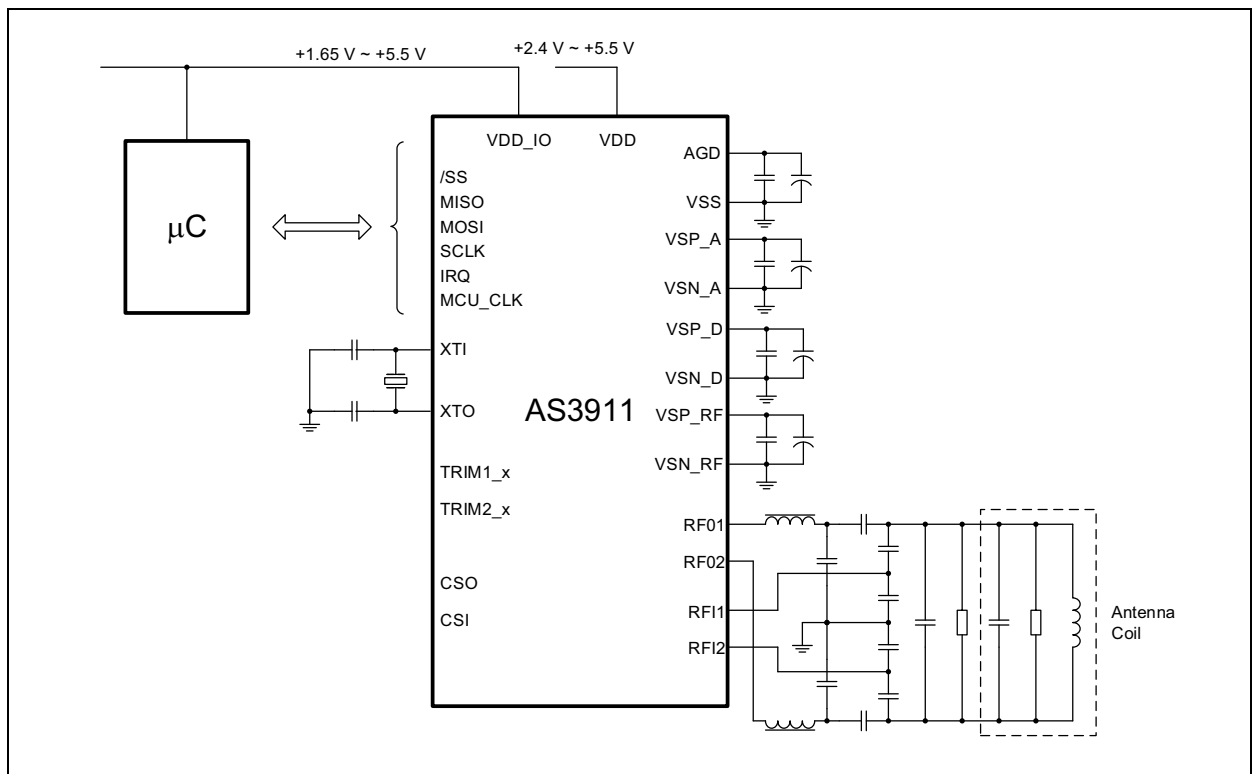 +1.65 V ~ +5.5 V
+2.4 V ~ +5.5 V
μC
VDD_IO
VDD
/SS
MISO
MOSI
SCLK
IRQ
MCU_CLK
XTI
XTO
TRIM1_x
TRIM2_x
CSO
CSI
AS3911
AGD
VSS
VSP_A
VSN_A
VSP_D
VSN_D
VSP_RF
VSN_RF
RF01
RF02
RFI1
RFI2
Antenna
Coil